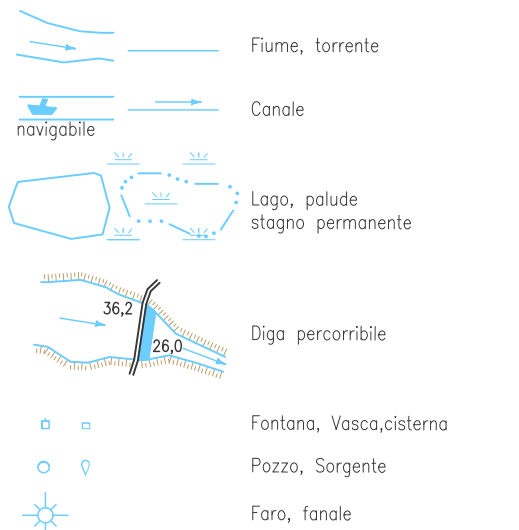 Fiume, torrente
Canale
navigabile
Lago, palude
stagno permanente
36,2
26,0
Diga percorribile
Fontana, Vasca,cisterna
Pozzo, Sorgente
Faro, fanale